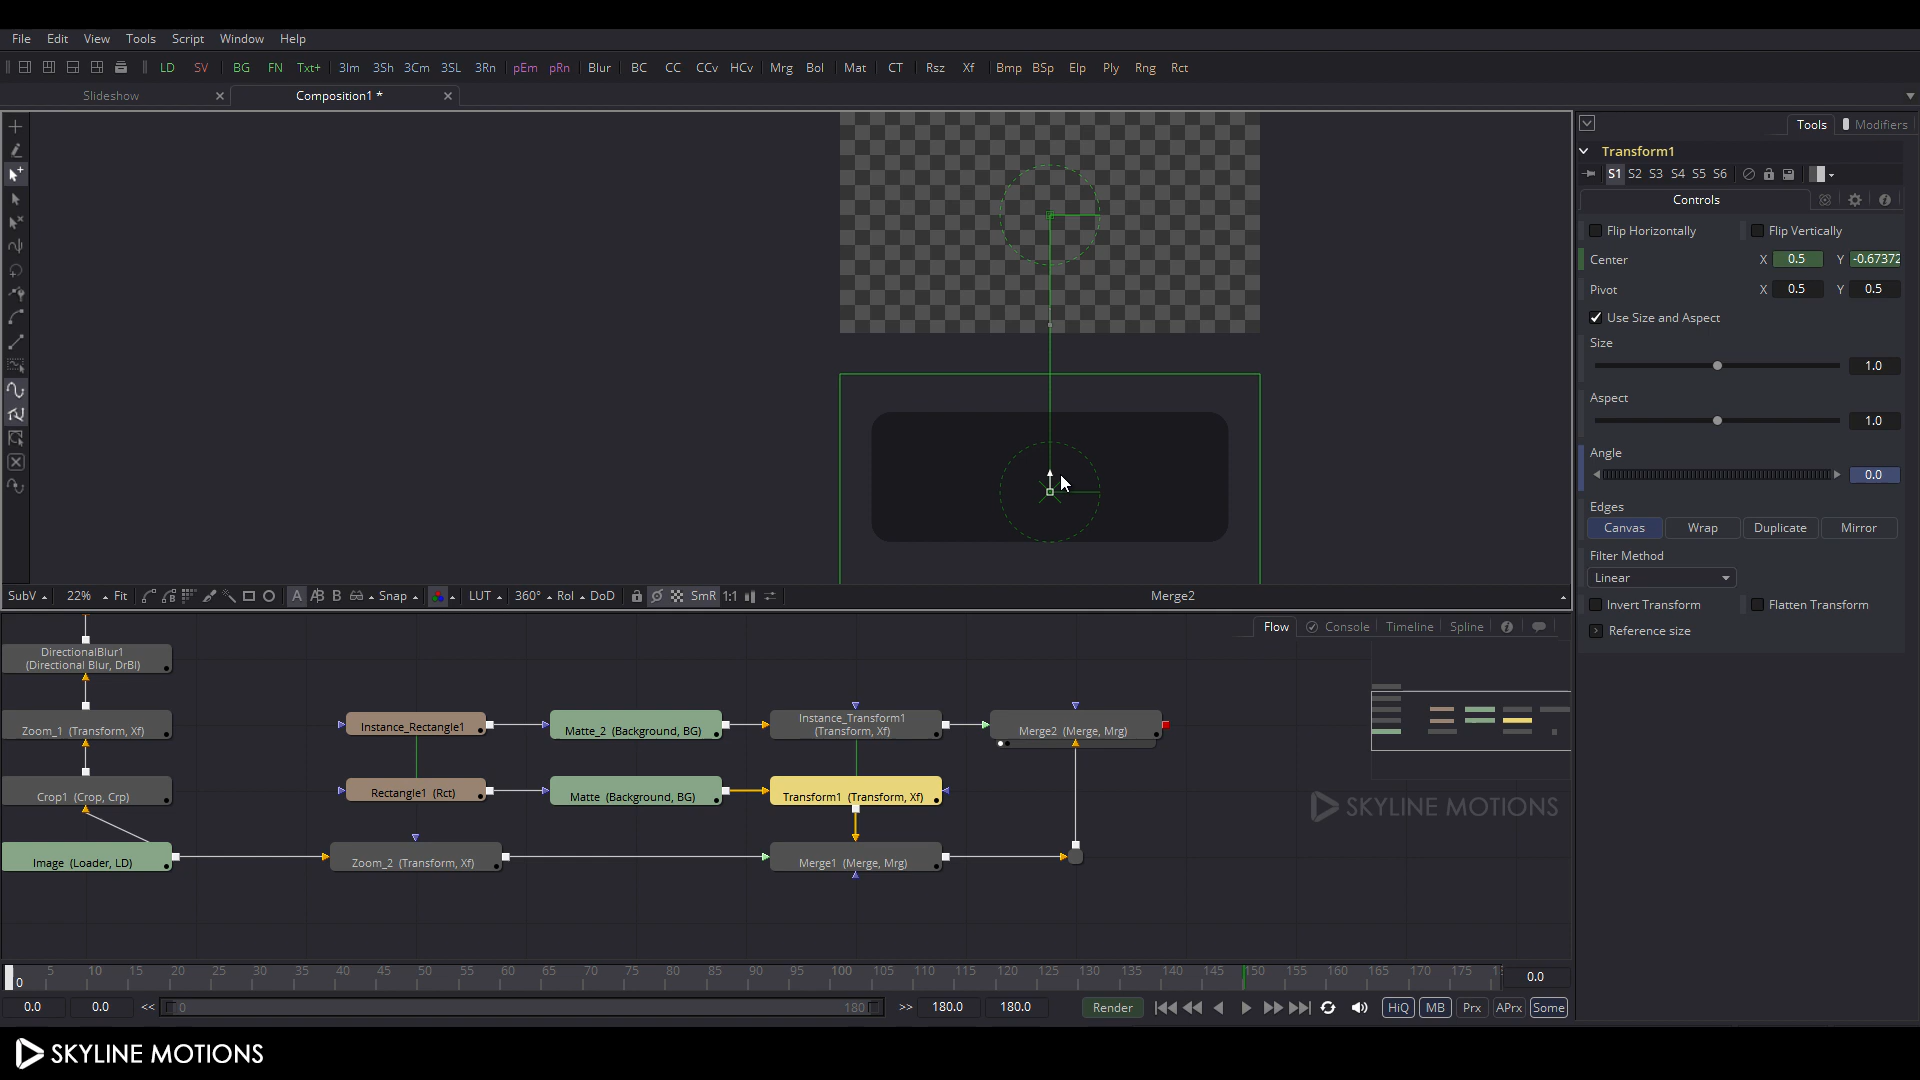 File Edit View Tools Script Window Help
LD SV BG FN Txt+ 3Im 3Sh 3Cm 3SL 3Rn pEm pRn Blur BC CC CCv HCv Mrg Bol Mat CT Rsz Xf Bmp BSp Elp Ply Rng Rct
Slideshow Composition1 *
Tools Modifiers
Transform1
S1 S2 S3 S4 S5 S6
Controls
Flip Horizontally Flip Vertically
Center X 0.5 Y -0.67372
Pivot X 0.5 Y 0.5
Use Size and Aspect
Size
1.0
Aspect
1.0
Angle
0.0
Edges
Canvas Wrap Duplicate Mirror
Filter Method
Linear
Invert Transform Flatten Transform
Reference size
SubV 22% Fit A AB B Snap LUT 360° RoI DoD SmR 1:1 Merge2
Flow Console Timeline Spline
DirectionalBlur1
(Directional Blur, DrBl)
Zoom_1 (Transform, Xf)
Crop1 (Crop, Crp)
Image (Loader, LD)
Instance_Rectangle1
Matte_2 (Background, BG)
Instance_Transform1
(Transform, Xf)
Merge2 (Merge, Mrg)
Rectangle1 (Rct)
Matte (Background, BG)
Transform1 (Transform, Xf)
Zoom_2 (Transform, Xf)
Merge1 (Merge, Mrg)
SKYLINE MOTIONS
0 5 10 15 20 25 30 35 40 45 50 55 60 65 70 75 80 85 90 95 100 105 110 115 120 125 130 135 140 145 150 155 160 165 170 175 0.0
0.0 0.0 << 0 180 >> 180.0 180.0 Render HiQ MB Prx APrx Some
SKYLINE MOTIONS